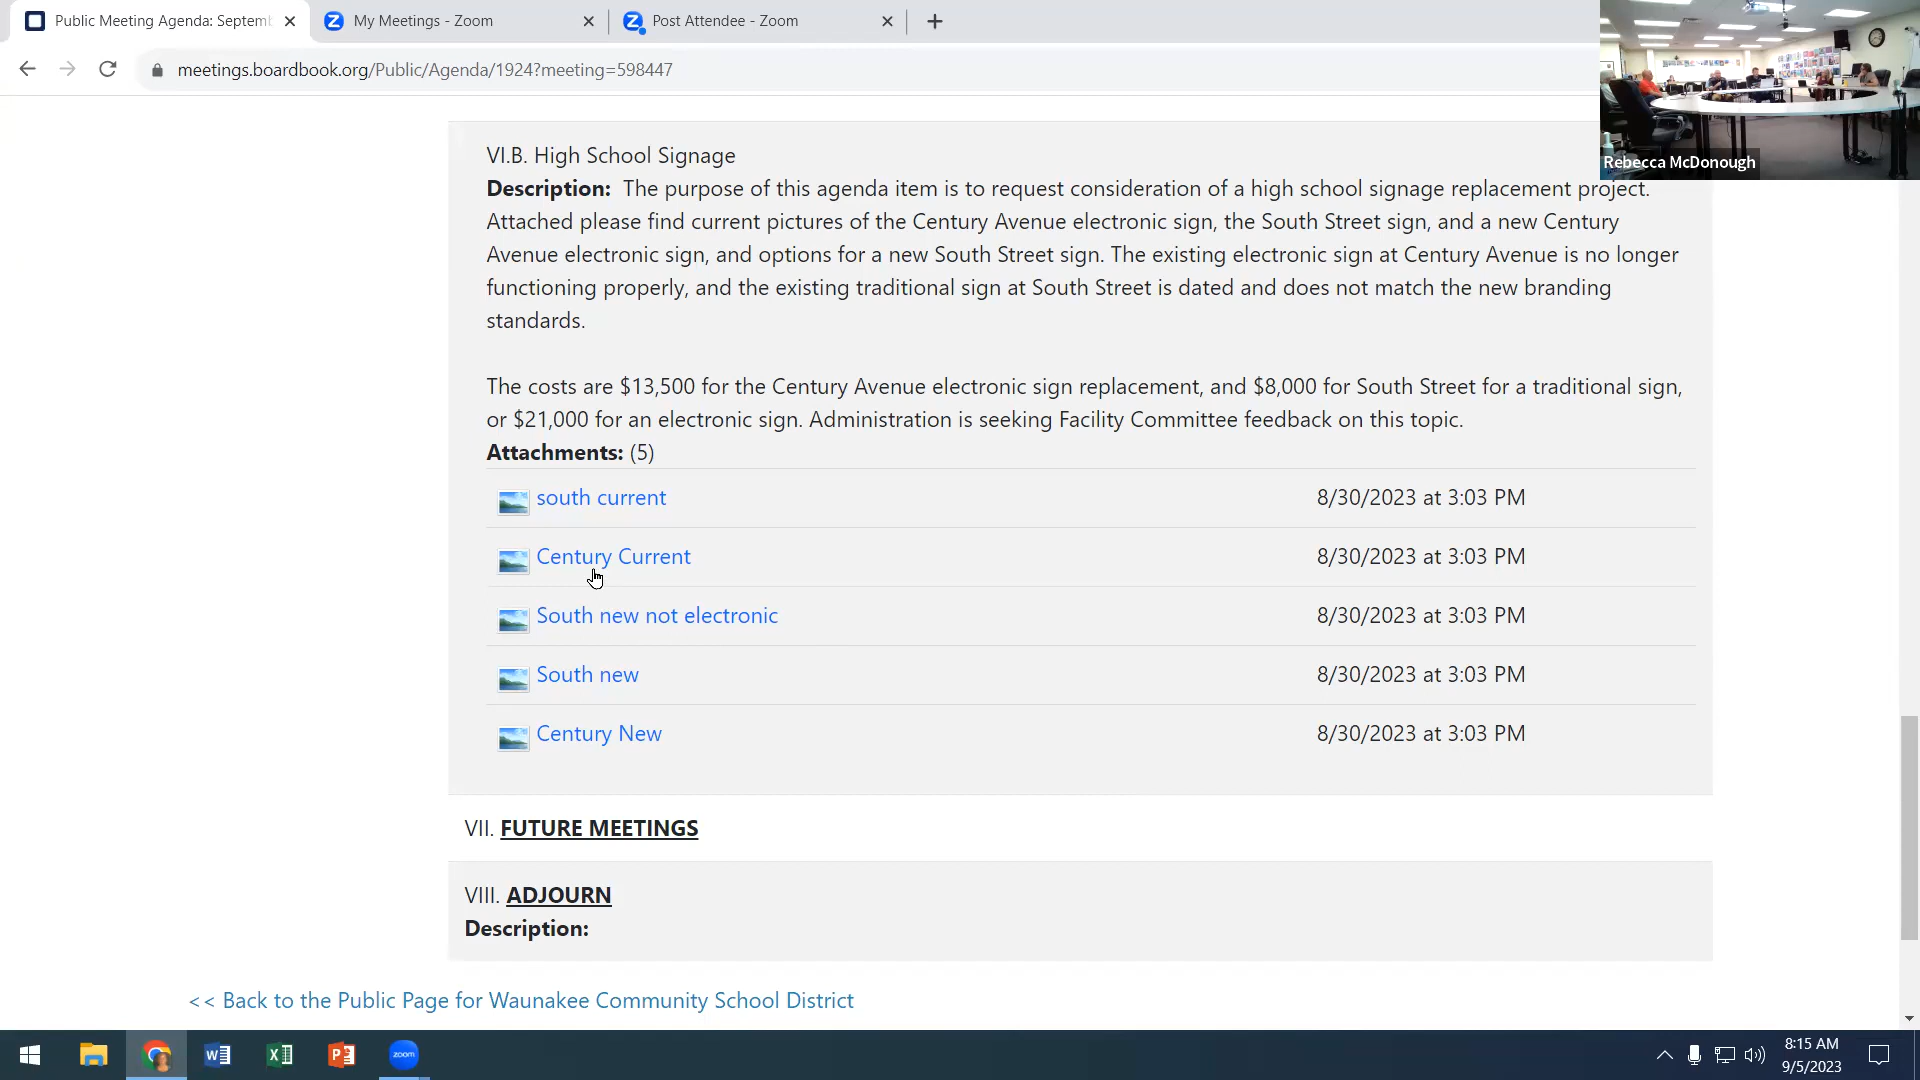 Public Meeting Agenda: Septemb
My Meetings - Zoom
Post Attendee - Zoom
meetings.boardbook.org/Public/Agenda/1924?meeting=598447
Rebecca McDonough
VI.B. High School Signage
Description: The purpose of this agenda item is to request consideration of a high school signage replacement project.
Attached please find current pictures of the Century Avenue electronic sign, the South Street sign, and a new Century
Avenue electronic sign, and options for a new South Street sign. The existing electronic sign at Century Avenue is no longer
functioning properly, and the existing traditional sign at South Street is dated and does not match the new branding
standards.
The costs are $13,500 for the Century Avenue electronic sign replacement, and $8,000 for South Street for a traditional sign,
or $21,000 for an electronic sign. Administration is seeking Facility Committee feedback on this topic.
Attachments: (5)
south current 8/30/2023 at 3:03 PM
Century Current 8/30/2023 at 3:03 PM
South new not electronic 8/30/2023 at 3:03 PM
South new 8/30/2023 at 3:03 PM
Century New 8/30/2023 at 3:03 PM
VII. FUTURE MEETINGS
VIII. ADJOURN
Description:
<< Back to the Public Page for Waunakee Community School District
zoom
8:15 AM
9/5/2023